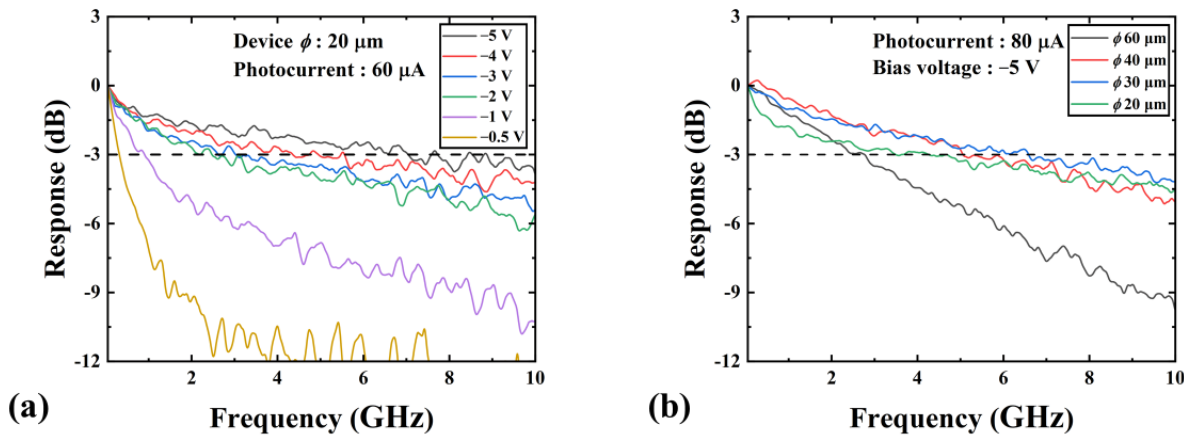 3
0
-3
-6
-9
-12
Response (dB)
Device ϕ : 20 μm
Photocurrent : 60 μA
−5 V
−4 V
−3 V
−2 V
−1 V
−0.5 V
2
4
6
8
10
Frequency (GHz)
(a)
3
0
-3
-6
-9
-12
Response (dB)
Photocurrent : 80 μA
Bias voltage : −5 V
ϕ 60 μm
ϕ 40 μm
ϕ 30 μm
ϕ 20 μm
2
4
6
8
10
Frequency (GHz)
(b)